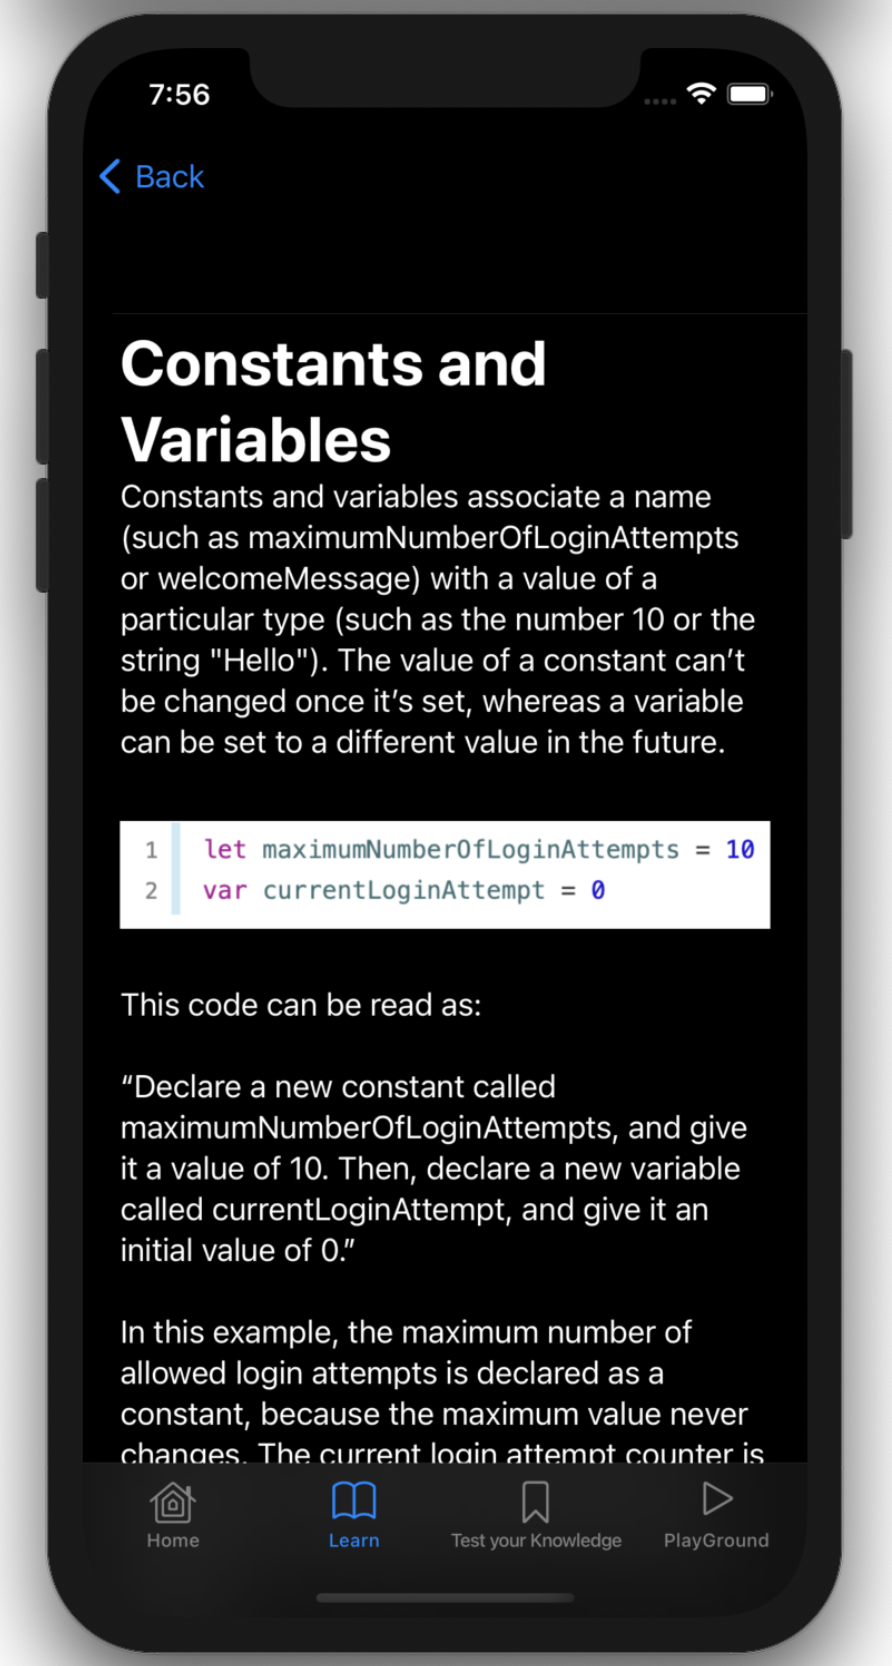 7:56
Back
Constants and
Variables
Constants and variables associate a name
(such as maximumNumberOfLoginAttempts
or welcomeMessage) with a value of a
particular type (such as the number 10 or the
string "Hello"). The value of a constant can’t
be changed once it’s set, whereas a variable
can be set to a different value in the future.
1 let maximumNumberOfLoginAttempts = 10
2 var currentLoginAttempt = 0
This code can be read as:
“Declare a new constant called
maximumNumberOfLoginAttempts, and give
it a value of 10. Then, declare a new variable
called currentLoginAttempt, and give it an
initial value of 0.”
In this example, the maximum number of
allowed login attempts is declared as a
constant, because the maximum value never
changes. The current login attempt counter is
Home
Learn
Test your Knowledge
PlayGround